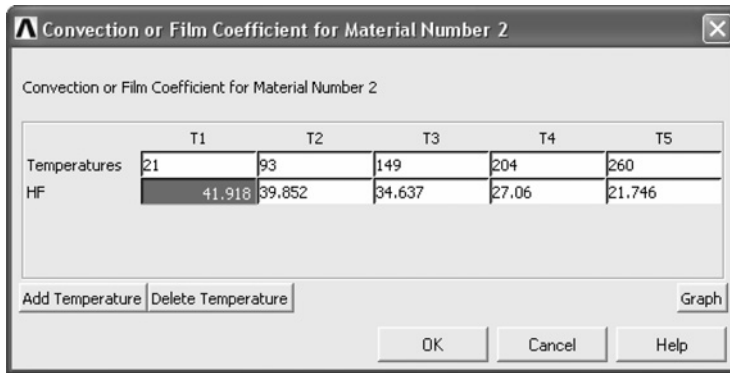 Convection or Film Coefficient for Material Number 2
Convection or Film Coefficient for Material Number 2
T1 T2 T3 T4 T5
Temperatures 21 93 149 204 260
HF 41.918 39.852 34.637 27.06 21.746
Add Temperature Delete Temperature Graph
OK Cancel Help